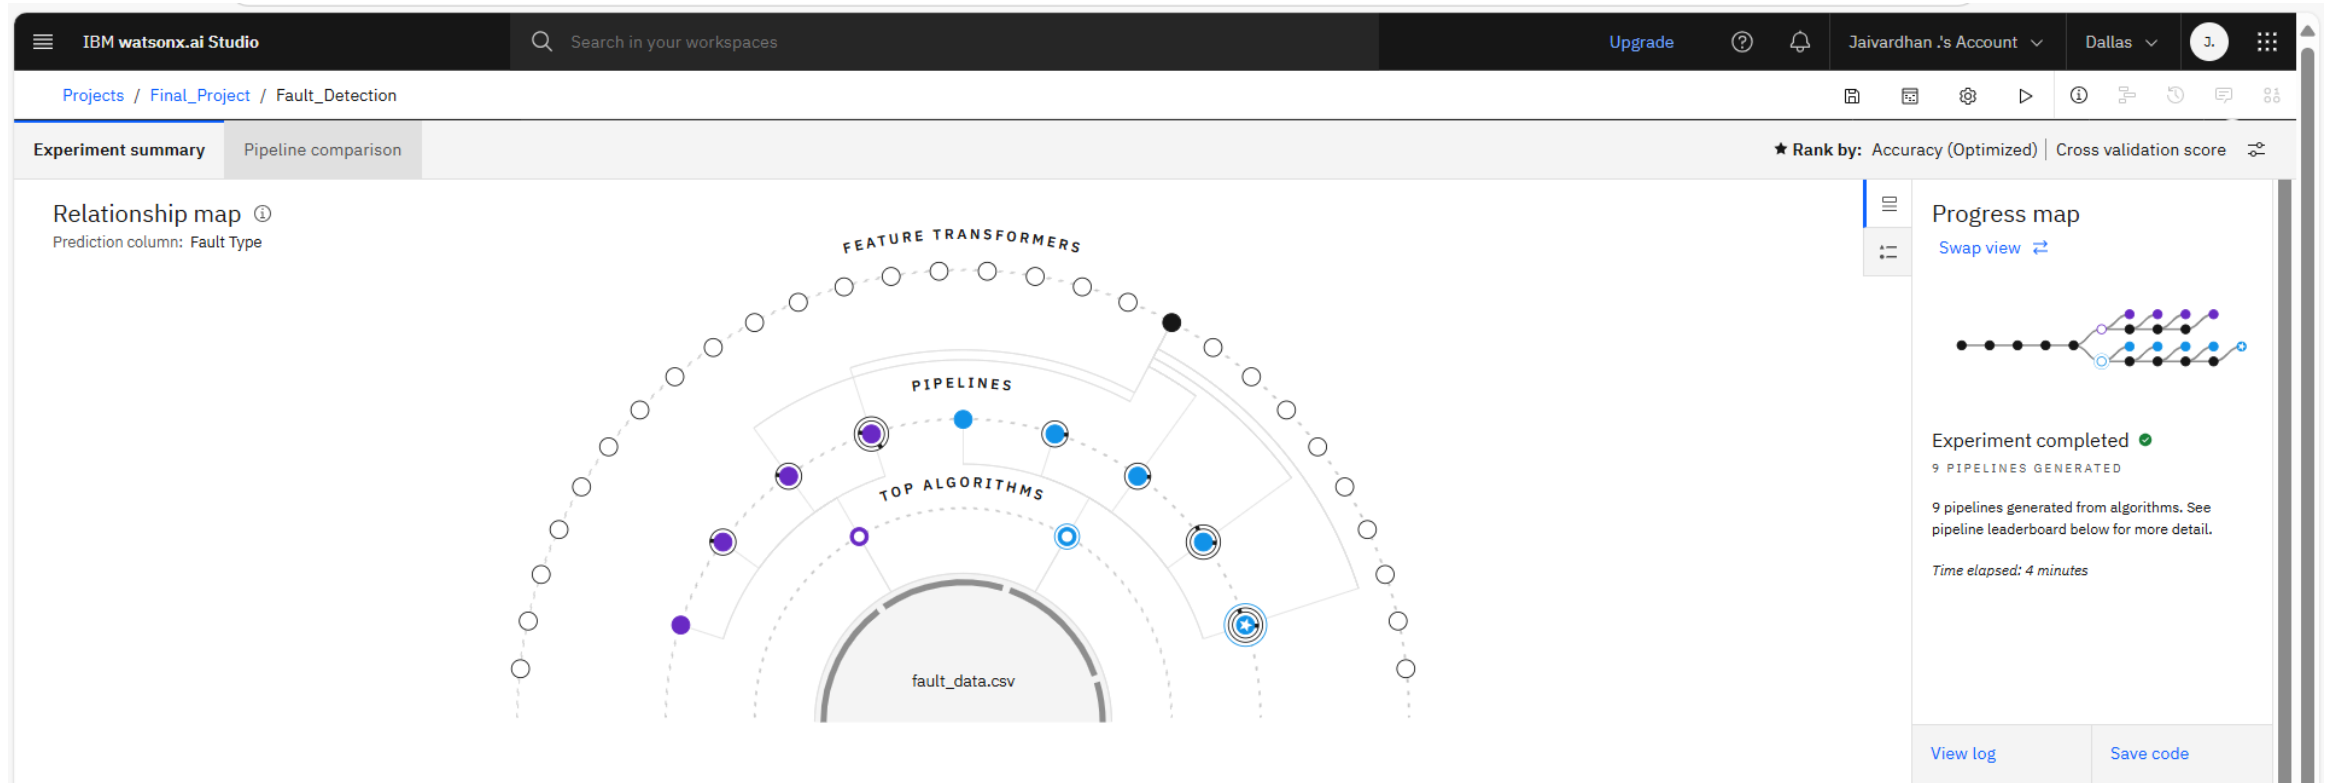 IBM watsonx.ai Studio
Search in your workspaces
Upgrade
Jaivardhan .'s Account
Dallas
J.
Projects / Final_Project / Fault_Detection
Experiment summary
Pipeline comparison
Rank by: Accuracy (Optimized) | Cross validation score
Relationship map
Prediction column: Fault Type
FEATURE TRANSFORMERS
PIPELINES
TOP ALGORITHMS
fault_data.csv
Progress map
Swap view
Experiment completed
9 PIPELINES GENERATED
9 pipelines generated from algorithms. See
pipeline leaderboard below for more detail.
Time elapsed: 4 minutes
View log
Save code